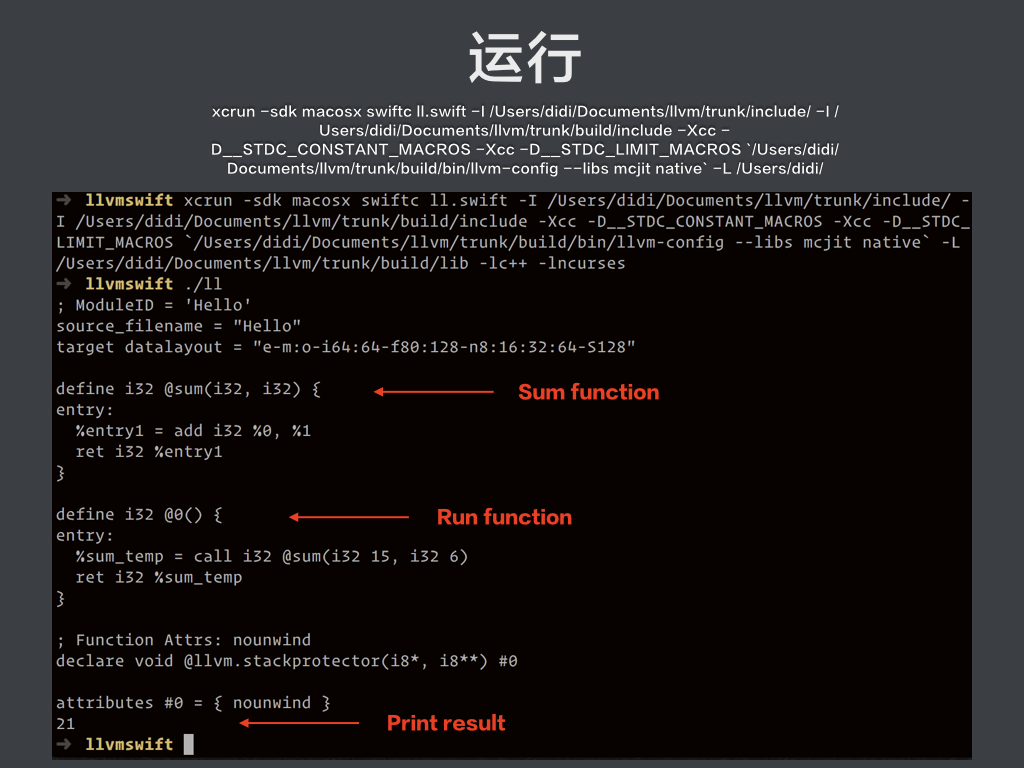 运行
xcrun -sdk macosx swiftc ll.swift -I /Users/didi/Documents/llvm/trunk/include/ -I /
Users/didi/Documents/llvm/trunk/build/include -Xcc -
D__STDC_CONSTANT_MACROS -Xcc -D__STDC_LIMIT_MACROS `/Users/didi/
Documents/llvm/trunk/build/bin/llvm-config --libs mcjit native` -L /Users/didi/
➜ llvmswift xcrun -sdk macosx swiftc ll.swift -I /Users/didi/Documents/llvm/trunk/include/ -
I /Users/didi/Documents/llvm/trunk/build/include -Xcc -D__STDC_CONSTANT_MACROS -Xcc -D__STDC_
LIMIT_MACROS `/Users/didi/Documents/llvm/trunk/build/bin/llvm-config --libs mcjit native` -L
/Users/didi/Documents/llvm/trunk/build/lib -lc++ -lncurses
➜ llvmswift ./ll
; ModuleID = 'Hello'
source_filename = "Hello"
target datalayout = "e-m:o-i64:64-f80:128-n8:16:32:64-S128"
define i32 @sum(i32, i32) { Sum function
entry:
%entry1 = add i32 %0, %1
ret i32 %entry1
}
define i32 @0() { Run function
entry:
%sum_temp = call i32 @sum(i32 15, i32 6)
ret i32 %sum_temp
}
; Function Attrs: nounwind
declare void @llvm.stackprotector(i8*, i8**) #0
attributes #0 = { nounwind }
21 Print result
➜ llvmswift